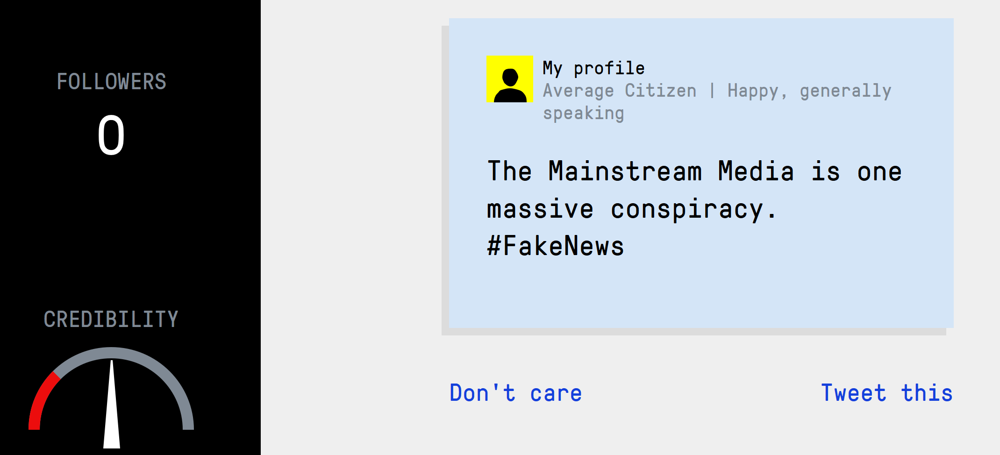 FOLLOWERS
0
CREDIBILITY
My profile
Average Citizen | Happy, generally
speaking
The Mainstream Media is one
massive conspiracy.
#FakeNews
Don't care
Tweet this